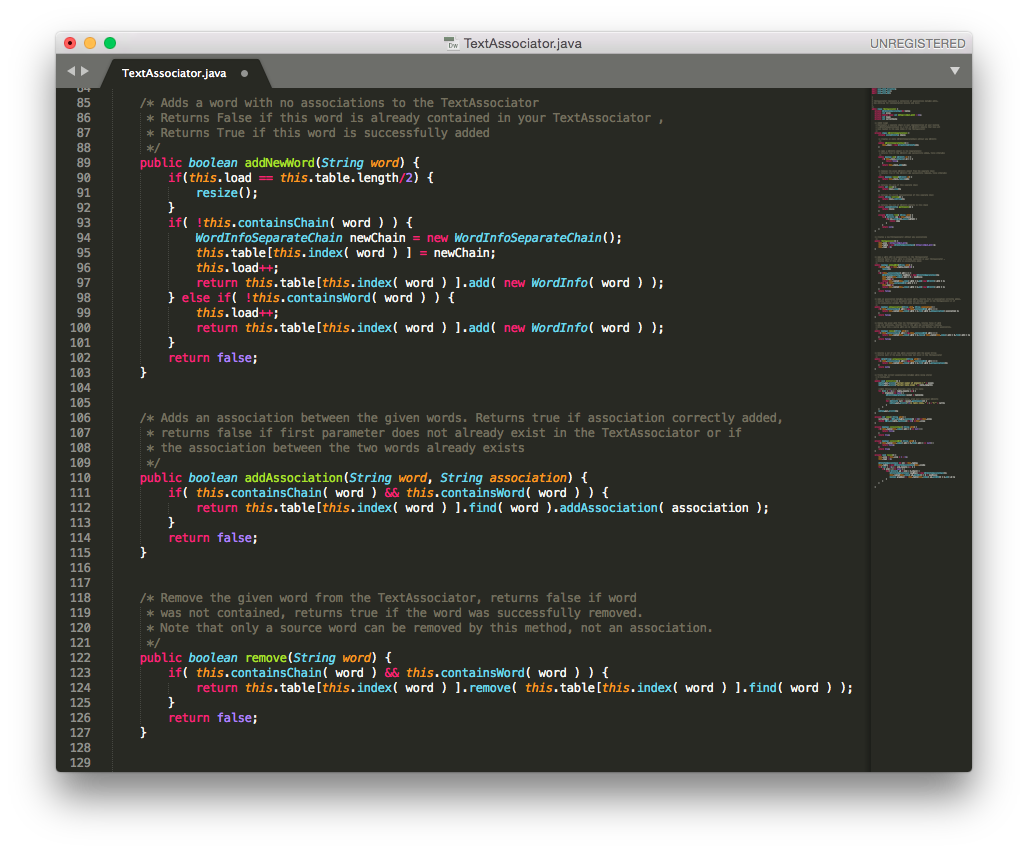 TextAssociator.java
UNREGISTERED
TextAssociator.java
84
85 /* Adds a word with no associations to the TextAssociator
86 * Returns False if this word is already contained in your TextAssociator ,
87 * Returns True if this word is successfully added
88 */
89 public boolean addNewWord(String word) {
90 if(this.load == this.table.length/2) {
91 resize();
92 }
93 if( !this.containsChain( word ) ) {
94 WordInfoSeparateChain newChain = new WordInfoSeparateChain();
95 this.table[this.index( word ) ] = newChain;
96 this.load++;
97 return this.table[this.index( word ) ].add( new WordInfo( word ) );
98 } else if( !this.containsWord( word ) ) {
99 this.load++;
100 return this.table[this.index( word ) ].add( new WordInfo( word ) );
101 }
102 return false;
103 }
104
105
106 /* Adds an association between the given words. Returns true if association correctly added,
107 * returns false if first parameter does not already exist in the TextAssociator or if
108 * the association between the two words already exists
109 */
110 public boolean addAssociation(String word, String association) {
111 if( this.containsChain( word ) && this.containsWord( word ) ) {
112 return this.table[this.index( word ) ].find( word ).addAssociation( association );
113 }
114 return false;
115 }
116
117
118 /* Remove the given word from the TextAssociator, returns false if word
119 * was not contained, returns true if the word was successfully removed.
120 * Note that only a source word can be removed by this method, not an association.
121 */
122 public boolean remove(String word) {
123 if( this.containsChain( word ) && this.containsWord( word ) ) {
124 return this.table[this.index( word ) ].remove( this.table[this.index( word ) ].find( word ) );
125 }
126 return false;
127 }
128
129